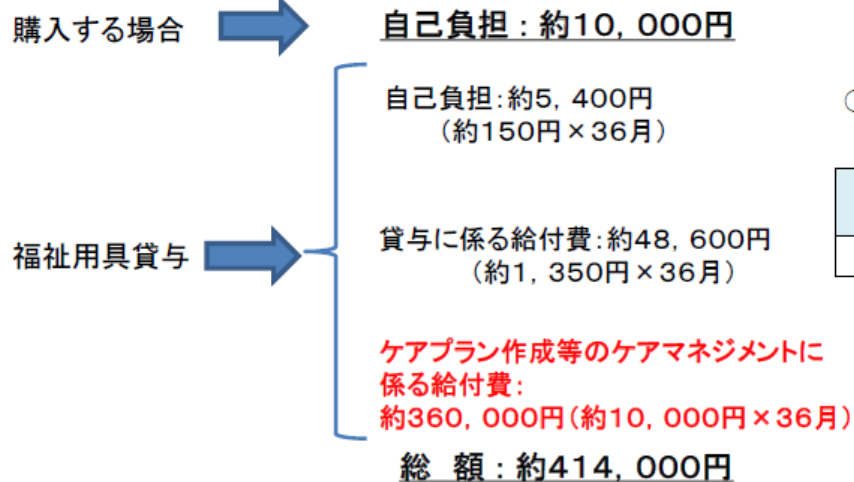 購入する場合
自己負担：約10，000円
自己負担：約5，400円
（約150円×36月）
○
福祉用具貸与
貸与に係る給付費：約48，600円
（約1，350円×36月）
ケアプラン作成等のケアマネジメントに
係る給付費：
約360，000円（約10，000円×36月）
総　額：約414，000円